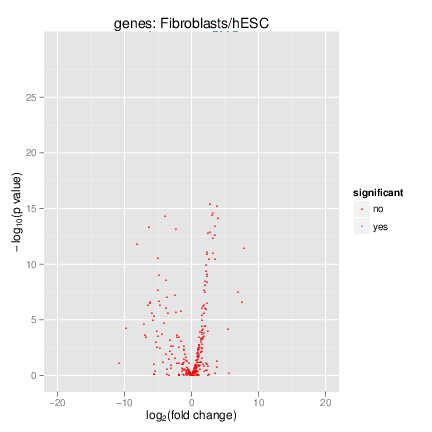 genes: Fibroblasts/hESC
25
20
15
10
5
0
−log10(p value)
−20 −10 0 10 20
log2(fold change)
significant
no
yes